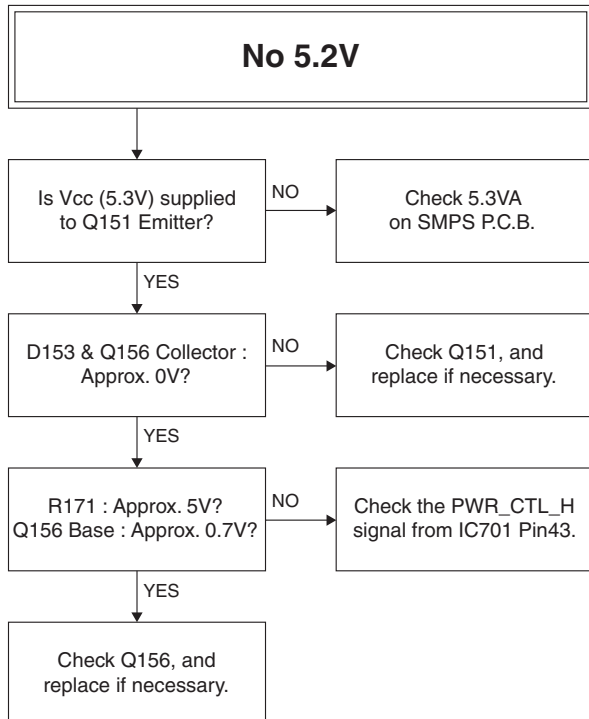 No 5.2V
Is Vcc (5.3V) supplied
to Q151 Emitter?
NO
Check 5.3VA
on SMPS P.C.B.
YES
D153 & Q156 Collector :
Approx. 0V?
NO
Check Q151, and
replace if necessary.
YES
R171 : Approx. 5V?
Q156 Base : Approx. 0.7V?
NO
Check the PWR_CTL_H
signal from IC701 Pin43.
YES
Check Q156, and
replace if necessary.